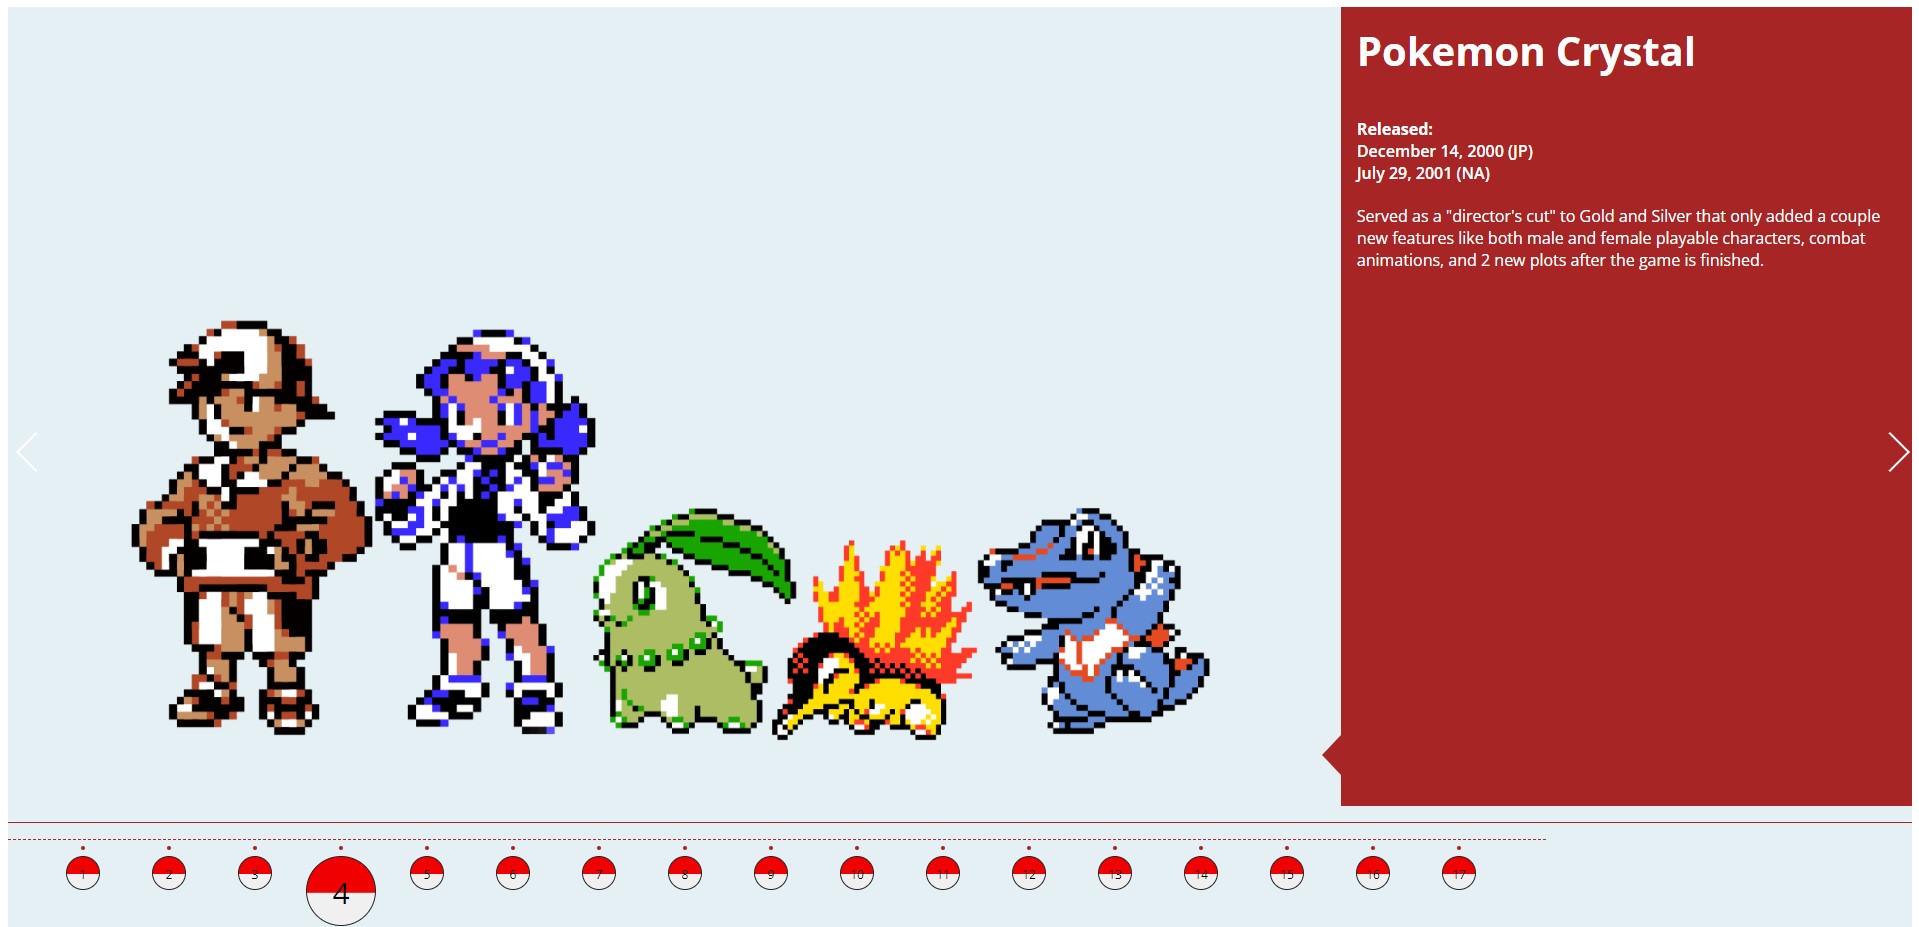 Pokemon Crystal
Released:
December 14, 2000 (JP)
July 29, 2001 (NA)
Served as a "director's cut" to Gold and Silver that only added a couple
new features like both male and female playable characters, combat
animations, and 2 new plots after the game is finished.
1 2 3 4 5 6 7 8 9 10 11 12 13 14 15 16 17